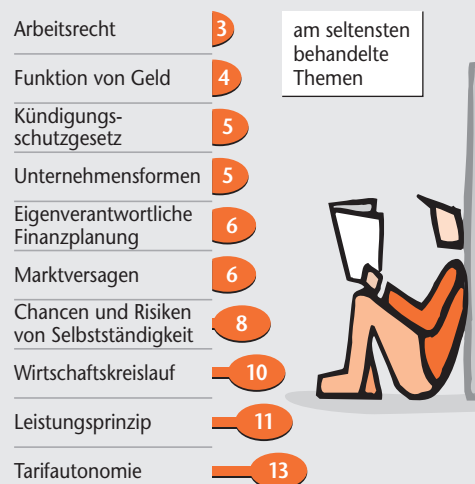 Arbeitsrecht 3
am seltensten
behandelte
Themen
Funktion von Geld 4
Kündigungs-
schutzgesetz 5
Unternehmensformen 5
Eigenverantwortliche
Finanzplanung 6
Marktversagen 6
Chancen und Risiken
von Selbstständigkeit 8
Wirtschaftskreislauf 10
Leistungsprinzip 11
Tarifautonomie 13